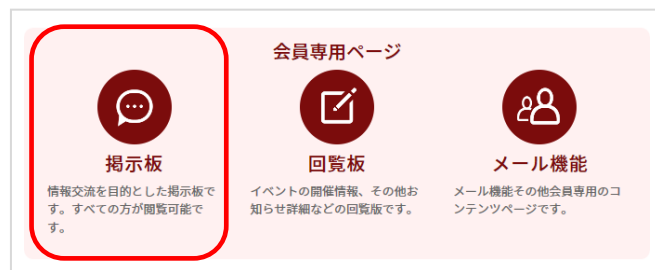 会員専用ページ
掲示板
情報交流を目的とした掲示板で
す。すべての方が閲覧可能で
す。
回覧板
イベントの開催情報、その他お
知らせ詳細などの回覧版です。
メール機能
メール機能その他会員専用のコ
ンテンツページです。